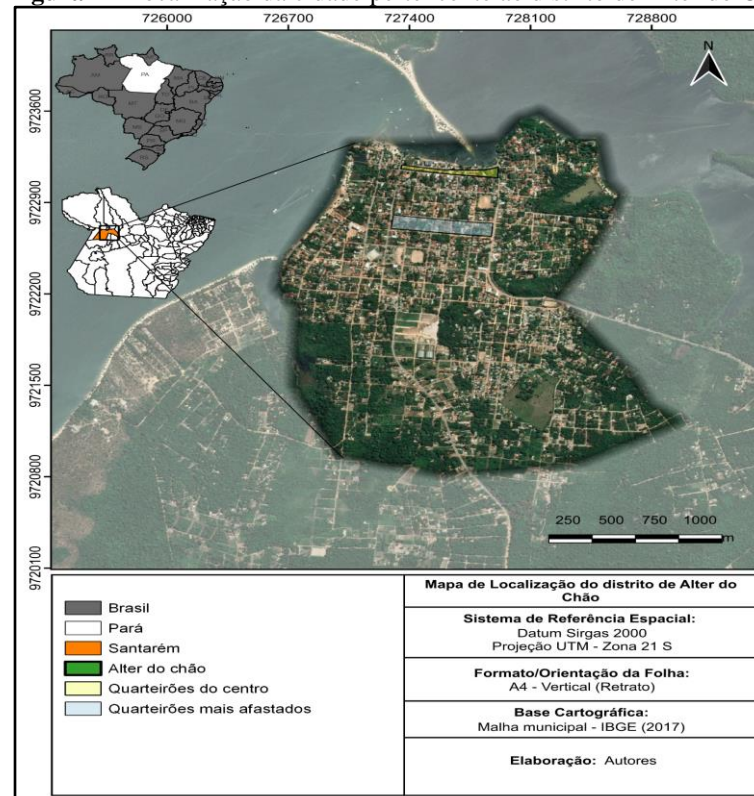 726000 726700 727400 728100 728800
N
PA
9723600
9722900
9722200
9721500
9720800
9720100
250 500 750 1000
m
Brasil
Pará
Santarém
Alter do chão
Quarteirões do centro
Quarteirões mais afastados
Mapa de Localização do distrito de Alter do
Chão
Sistema de Referência Espacial:
Datum Sirgas 2000
Projeção UTM - Zona 21 S
Formato/Orientação da Folha:
A4 - Vertical (Retrato)
Base Cartográfica:
Malha municipal - IBGE (2017)
Elaboração: Autores